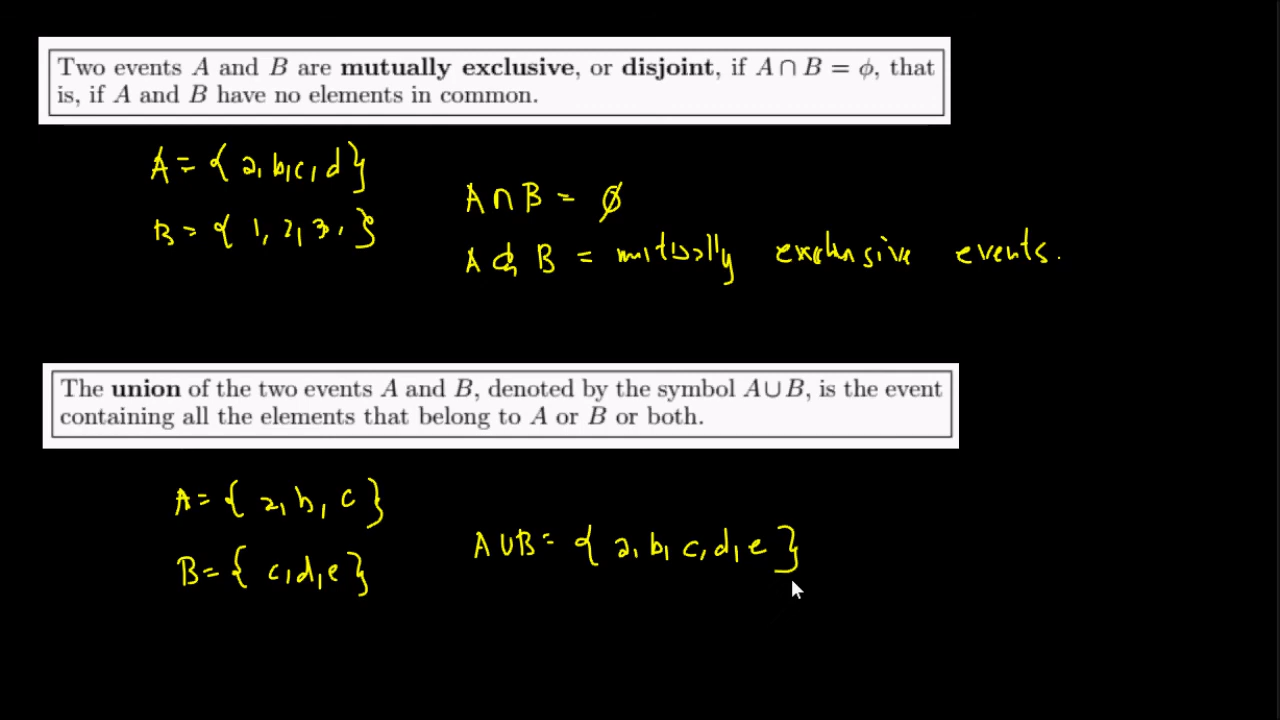 Two events A and B are mutually exclusive, or disjoint, if A ∩ B = ϕ, that
is, if A and B have no elements in common.
A = { a, b, c, d }
B = { 1, 2, 3, }
A ∩ B = ϕ
A & B = mutually exclusive events.
The union of the two events A and B, denoted by the symbol A∪B, is the event
containing all the elements that belong to A or B or both.
A = { a, b, c }
B = { c, d, e }
A ∪ B = { a, b, c, d, e }